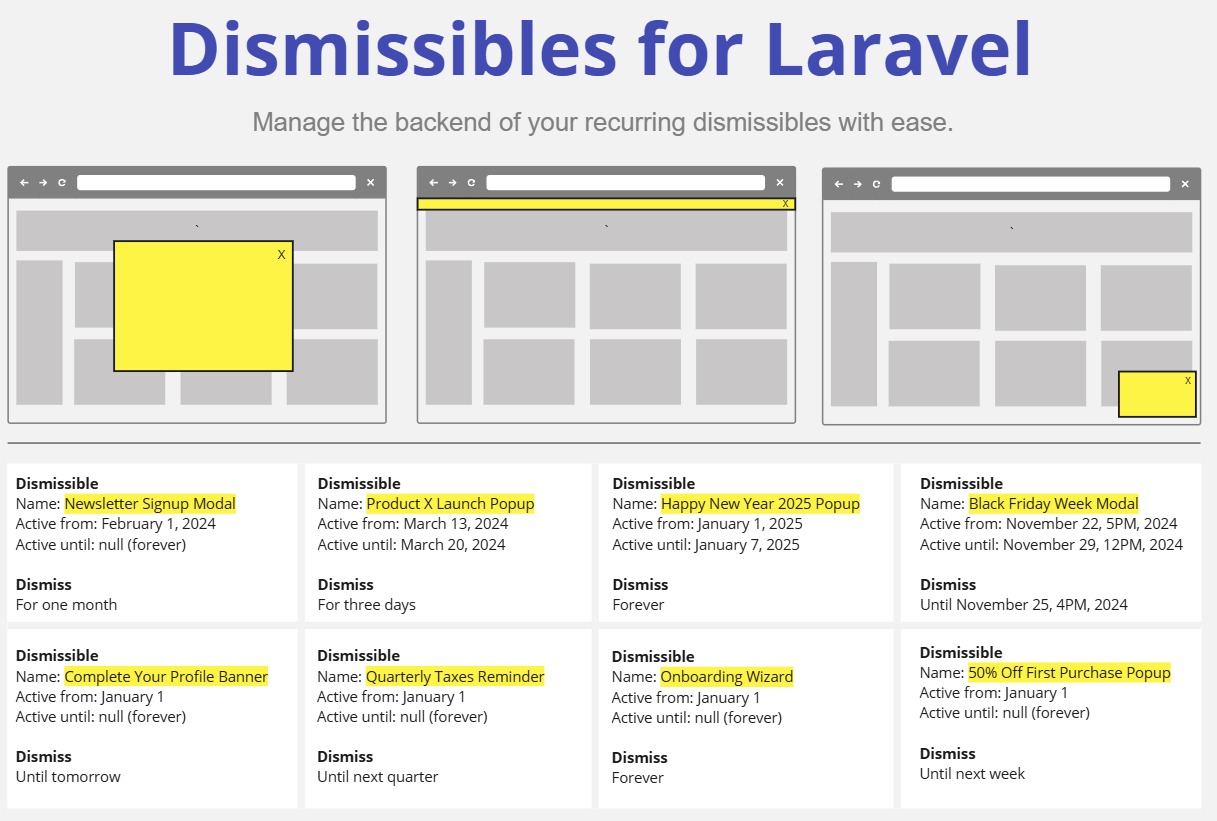 Dismissibles for Laravel
Manage the backend of your recurring dismissibles with ease.
X
X
X
Dismissible
Name: Newsletter Signup Modal
Active from: February 1, 2024
Active until: null (forever)
Dismiss
For one month
Dismissible
Name: Product X Launch Popup
Active from: March 13, 2024
Active until: March 20, 2024
Dismiss
For three days
Dismissible
Name: Happy New Year 2025 Popup
Active from: January 1, 2025
Active until: January 7, 2025
Dismiss
Forever
Dismissible
Name: Black Friday Week Modal
Active from: November 22, 5PM, 2024
Active until: November 29, 12PM, 2024
Dismiss
Until November 25, 4PM, 2024
Dismissible
Name: Complete Your Profile Banner
Active from: January 1
Active until: null (forever)
Dismiss
Until tomorrow
Dismissible
Name: Quarterly Taxes Reminder
Active from: January 1
Active until: null (forever)
Dismiss
Until next quarter
Dismissible
Name: Onboarding Wizard
Active from: January 1
Active until: null (forever)
Dismiss
Forever
Dismissible
Name: 50% Off First Purchase Popup
Active from: January 1
Active until: null (forever)
Dismiss
Until next week